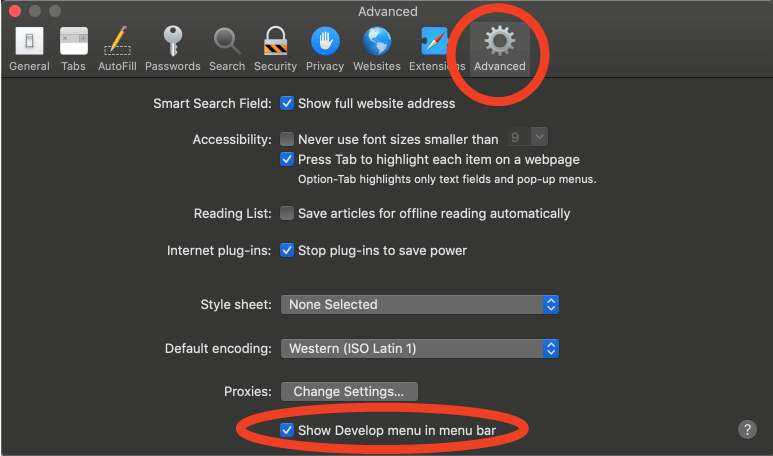 Advanced
General Tabs AutoFill Passwords Search Security Privacy Websites Extensions Advanced
Smart Search Field: Show full website address
Accessibility: Never use font sizes smaller than 9
Press Tab to highlight each item on a webpage
Option-Tab highlights only text fields and pop-up menus.
Reading List: Save articles for offline reading automatically
Internet plug-ins: Stop plug-ins to save power
Style sheet: None Selected
Default encoding: Western (ISO Latin 1)
Proxies: Change Settings...
Show Develop menu in menu bar
?